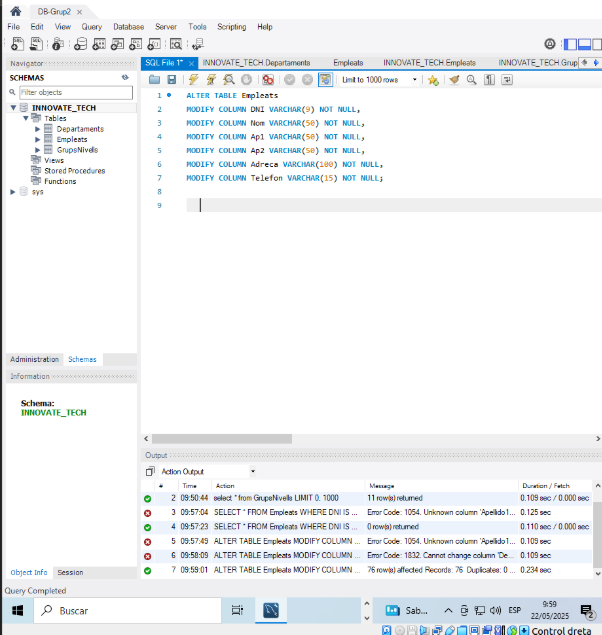 DB-Grup2 ×
File Edit View Query Database Server Tools Scripting Help
Navigator
SCHEMAS
Filter objects
INNOVATE_TECH
Tables
Departaments
Empleats
GrupsNivells
Views
Stored Procedures
Functions
sys
Administration Schemas
Information
Schema:
INNOVATE_TECH
Object Info Session
SQL File 1* × INNOVATE_TECH.Departaments Empleats INNOVATE_TECH.Empleats INNOVATE_TECH.Grup
Limit to 1000 rows
1 ALTER TABLE Empleats
2 MODIFY COLUMN DNI VARCHAR(9) NOT NULL,
3 MODIFY COLUMN Nom VARCHAR(50) NOT NULL,
4 MODIFY COLUMN Ap1 VARCHAR(50) NOT NULL,
5 MODIFY COLUMN Ap2 VARCHAR(50) NOT NULL,
6 MODIFY COLUMN Adreca VARCHAR(100) NOT NULL,
7 MODIFY COLUMN Telefon VARCHAR(15) NOT NULL;
8
9
Output
Action Output
# Time Action Message Duration / Fetch
2 09:50:44 select * from GrupsNivells LIMIT 0, 1000 11 row(s) returned 0.109 sec / 0.000 sec
3 09:57:04 SELECT * FROM Empleats WHERE DNI IS ... Error Code: 1054. Unknown column 'Apellido1... 0.125 sec
4 09:57:23 SELECT * FROM Empleats WHERE DNI IS ... 0 row(s) returned 0.110 sec / 0.000 sec
5 09:57:49 ALTER TABLE Empleats MODIFY COLUMN ... Error Code: 1054. Unknown column 'Apellido1... 0.109 sec
6 09:58:09 ALTER TABLE Empleats MODIFY COLUMN ... Error Code: 1832. Cannot change column 'De... 0.109 sec
7 09:59:01 ALTER TABLE Empleats MODIFY COLUMN ... 76 row(s) affected Records: 76 Duplicates: 0 ... 0.234 sec
Query Completed
Buscar
Sab...
ESP
9:59
22/05/2025
2
Control dreta